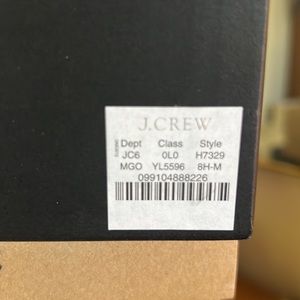 J.CREW
Dept Class Style
JC6 0L0 H7329
MGO YL5596 8H-M
099104888226